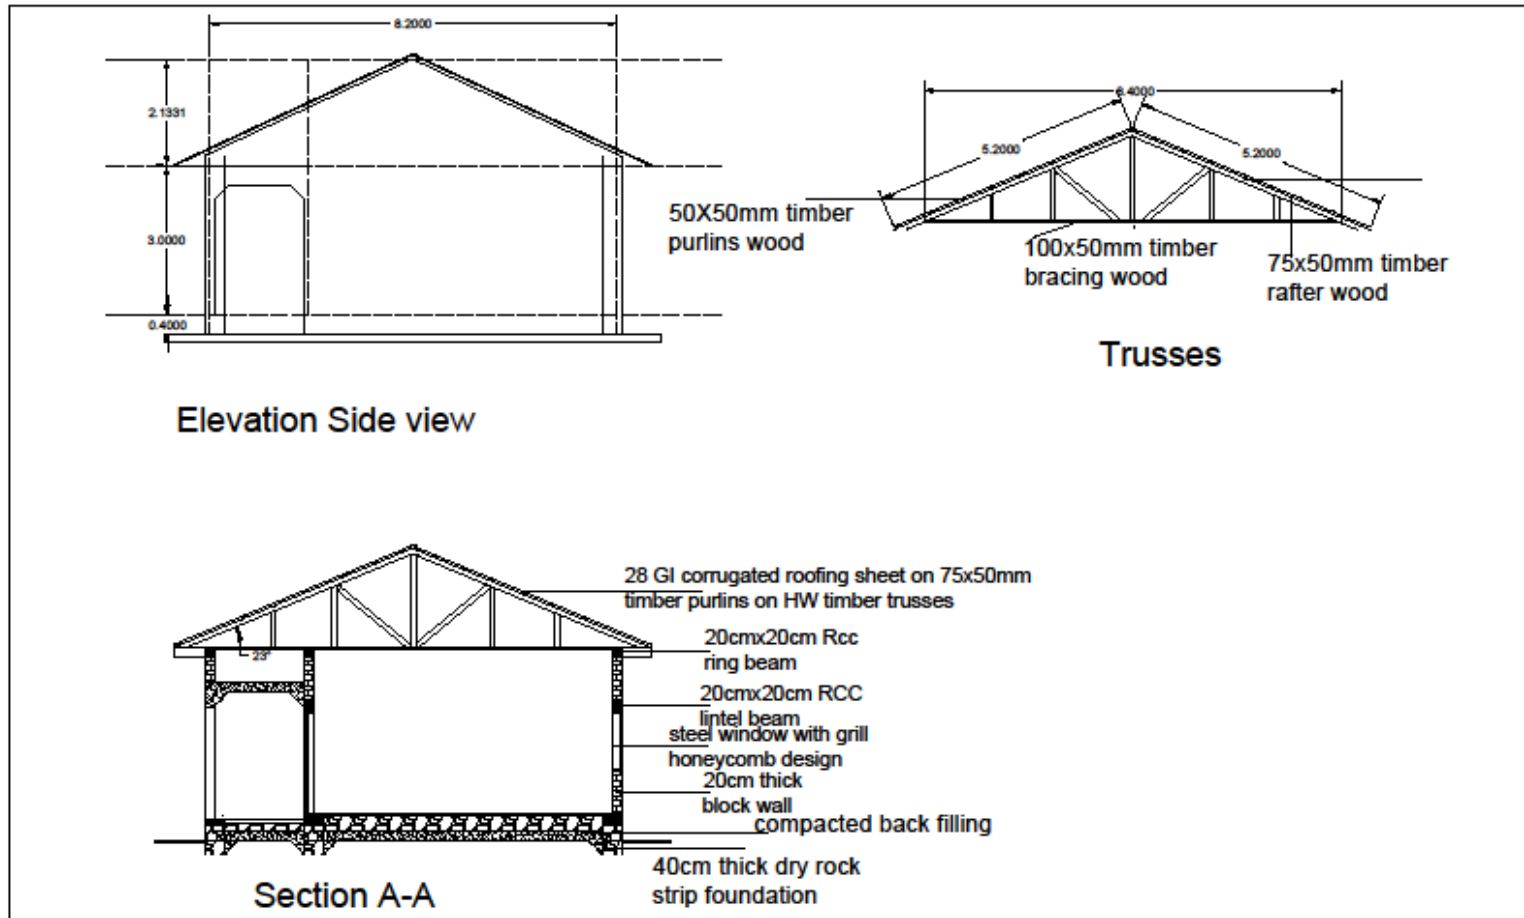 8.2000
2.1331
3.0000
0.4000
Elevation Side view
8.4000
5.2000
5.2000
50X50mm timber
purlins wood
100x50mm timber
bracing wood
75x50mm timber
rafter wood
Trusses
28 GI corrugated roofing sheet on 75x50mm
timber purlins on HW timber trusses
20cmx20cm Rcc
ring beam
20cmx20cm RCC
lintel beam
steel window with grill
honeycomb design
20cm thick
block wall
compacted back filling
40cm thick dry rock
strip foundation
23°
Section A-A